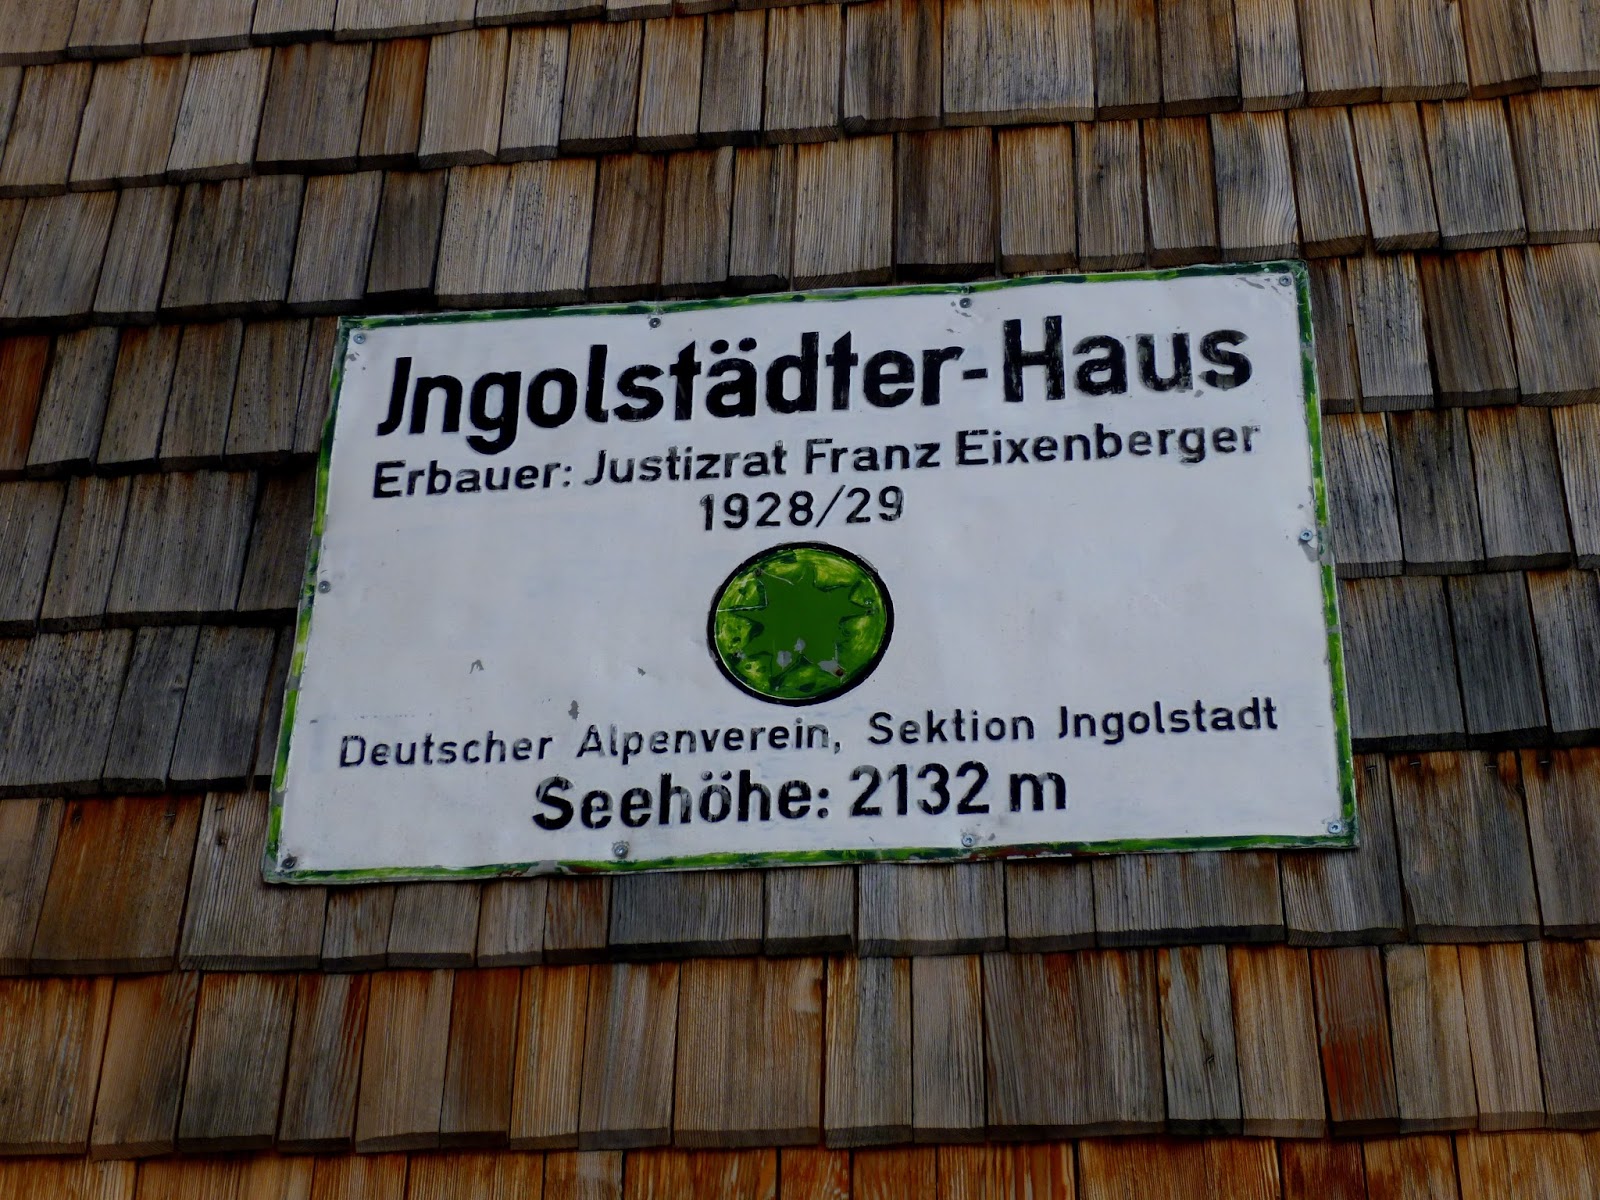 Jngolstädter-Haus
Erbauer: Justizrat Franz Eixenberger
1928/29
Deutscher Alpenverein, Sektion Jngolstadt
Seehöhe: 2132 m